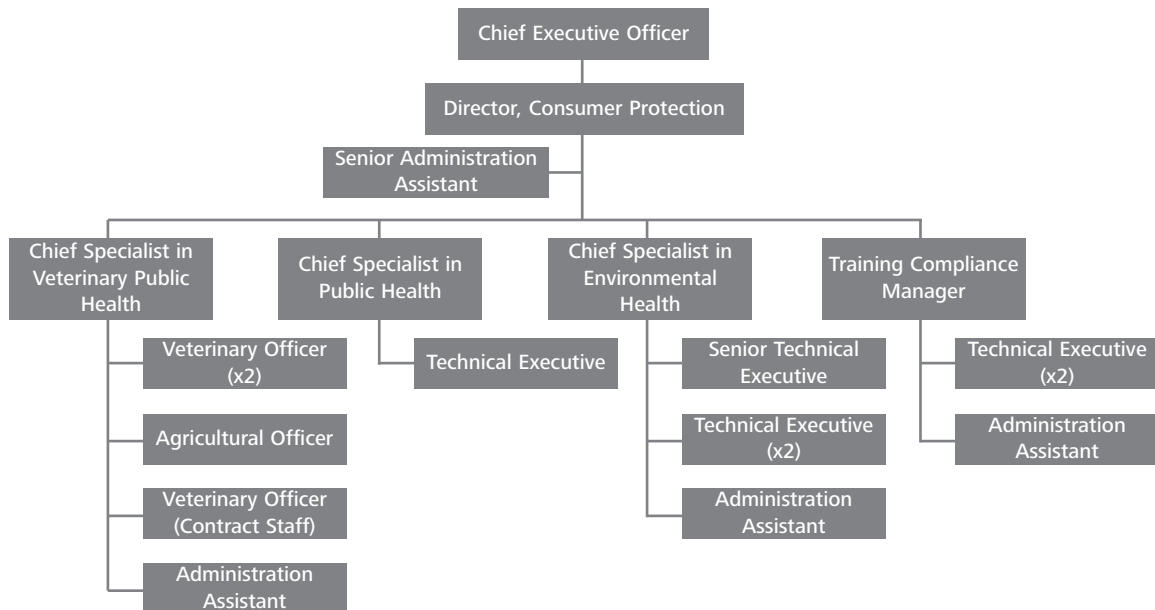 Chief Executive Officer
Director, Consumer Protection
Senior Administration
Assistant
Chief Specialist in
Veterinary Public
Health
Chief Specialist in
Public Health
Chief Specialist in
Environmental
Health
Training Compliance
Manager
Veterinary Officer
(x2)
Agricultural Officer
Veterinary Officer
(Contract Staff)
Administration
Assistant
Technical Executive
Senior Technical
Executive
Technical Executive
(x2)
Administration
Assistant
Technical Executive
(x2)
Administration
Assistant